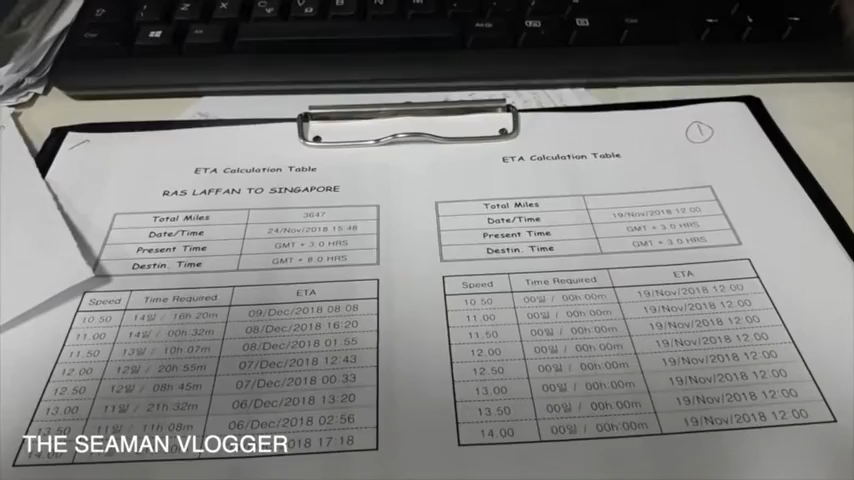 ETA Calculation Table
RAS LAFFAN TO SINGAPORE
Total Miles 3647
Date/Time 24/Nov/2018 15:48
Present Time GMT + 3.0 HRS
Destin. Time GMT + 8.0 HRS
Speed Time Required ETA
10.50 14일 / 16h:20m 09/Dec/2018 08:08
11.00 14일 / 00h:32m 08/Dec/2018 16:20
11.50 13일 / 10h:07m 08/Dec/2018 01:55
12.00 12일 / 20h:55m 07/Dec/2018 12:43
12.50 12일 / 08h:45m 07/Dec/2018 00:33
13.00 11일 / 21h:32m 06/Dec/2018 13:20
13.50 11일 / 11h:08m 06/Dec/2018 02:56
14.00 2018 17:18
①
ETA Calculation Table
Total Miles
Date/Time 19/Nov/2018 12:00
Present Time GMT + 3.0 HRS
Destin. Time GMT + 3.0 HRS
Speed Time Required ETA
10.50 00일 / 00h:00m 19/Nov/2018 12:00
11.00 00일 / 00h:00m 19/Nov/2018 12:00
11.50 00일 / 00h:00m 19/Nov/2018 12:00
12.00 00일 / 00h:00m 19/Nov/2018 12:00
12.50 00일 / 00h:00m 19/Nov/2018 12:00
13.00 00일 / 00h:00m 19/Nov/2018 12:00
13.50 00일 / 00h:00m 19/Nov/2018 12:00
14.00 00일 / 00h:00m 19/Nov/2018 12:00
THE SEAMAN VLOGGER